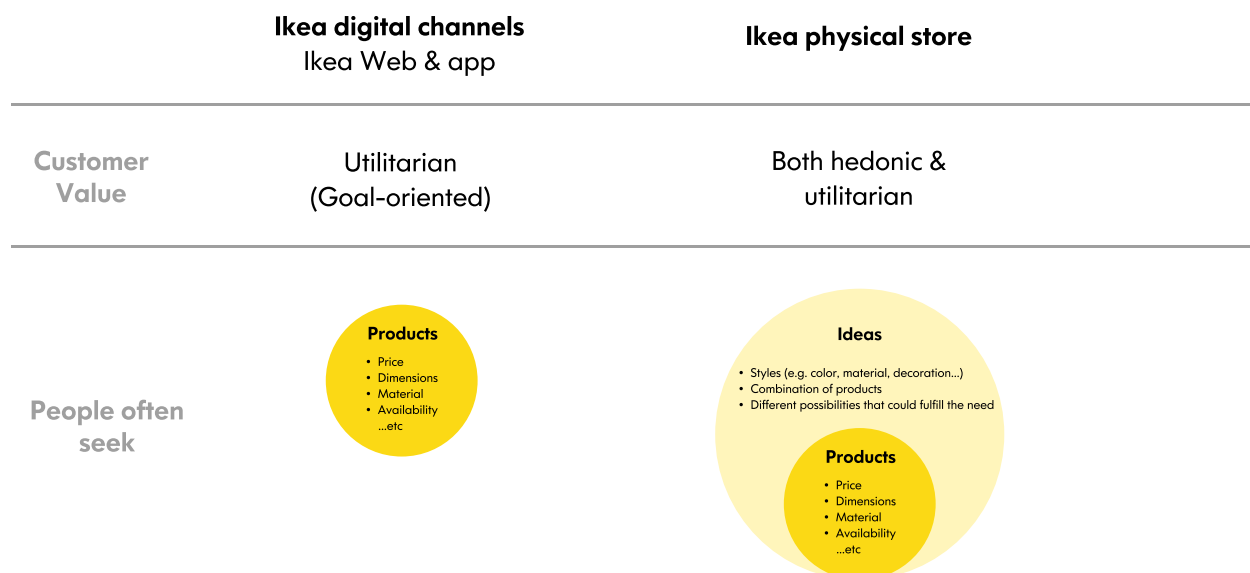 Ikea digital channels
Ikea Web & app
Ikea physical store
Customer
Value
Utilitarian
(Goal-oriented)
Both hedonic &
utilitarian
People often
seek
Products
• Price
• Dimensions
• Material
• Availability
...etc
Ideas
• Styles (e.g. color, material, decoration...)
• Combination of products
• Different possibilities that could fulfill the need
Products
• Price
• Dimensions
• Material
• Availability
...etc